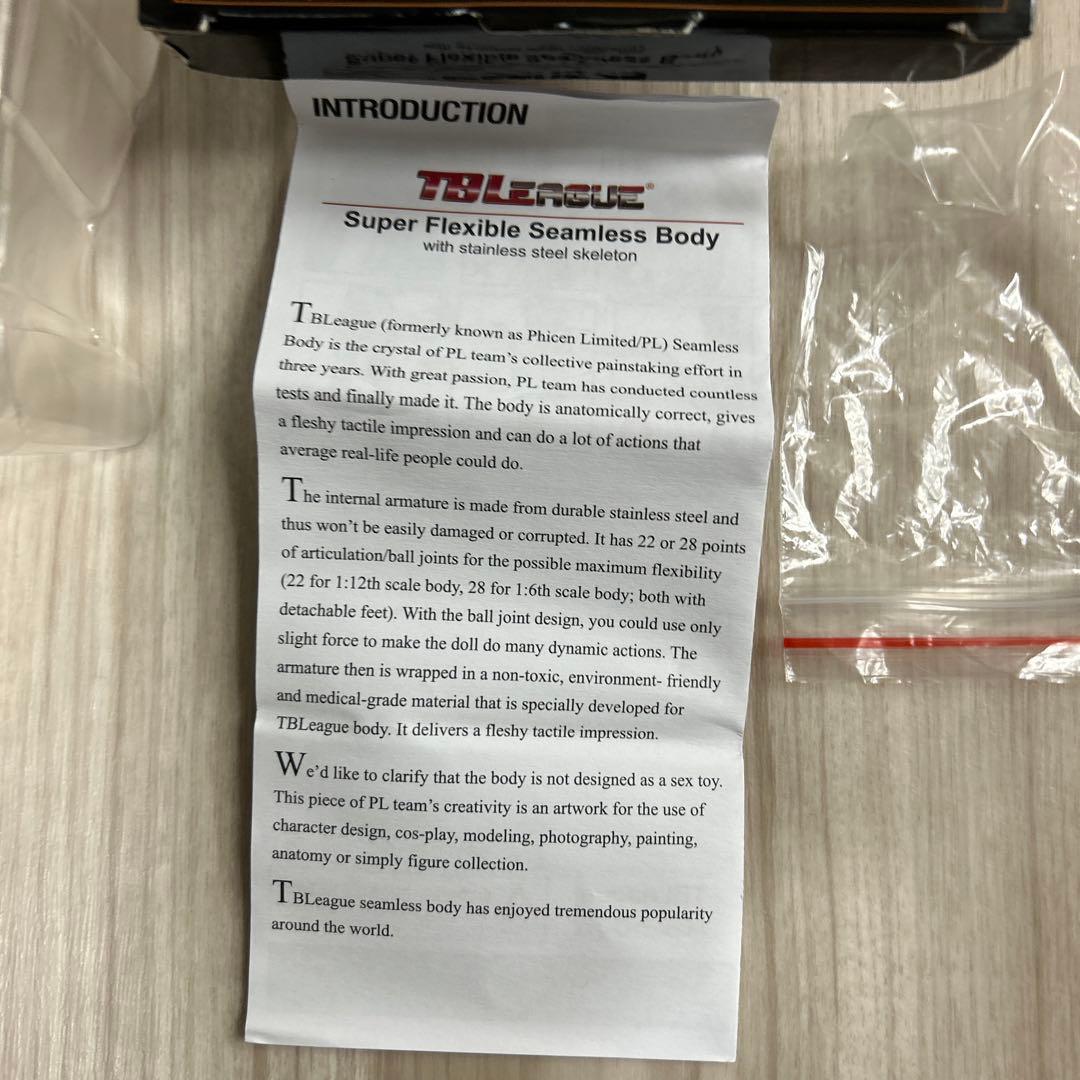 Super Flexible Seamless Body
INTRODUCTION
TBLEAGUE®
Super Flexible Seamless Body
with stainless steel skeleton
TBLeague (formerly known as Phicen Limited/PL) Seamless
Body is the crystal of PL team's collective painstaking effort in
three years. With great passion, PL team has conducted countless
tests and finally made it. The body is anatomically correct, gives
a fleshy tactile impression and can do a lot of actions that
average real-life people could do.
The internal armature is made from durable stainless steel and
thus won't be easily damaged or corrupted. It has 22 or 28 points
of articulation/ball joints for the possible maximum flexibility
(22 for 1:12th scale body, 28 for 1:6th scale body; both with
detachable feet). With the ball joint design, you could use only
slight force to make the doll do many dynamic actions. The
armature then is wrapped in a non-toxic, environment- friendly
and medical-grade material that is specially developed for
TBLeague body. It delivers a fleshy tactile impression.
We'd like to clarify that the body is not designed as a sex toy.
This piece of PL team's creativity is an artwork for the use of
character design, cos-play, modeling, photography, painting,
anatomy or simply figure collection.
TBLeague seamless body has enjoyed tremendous popularity
around the world.